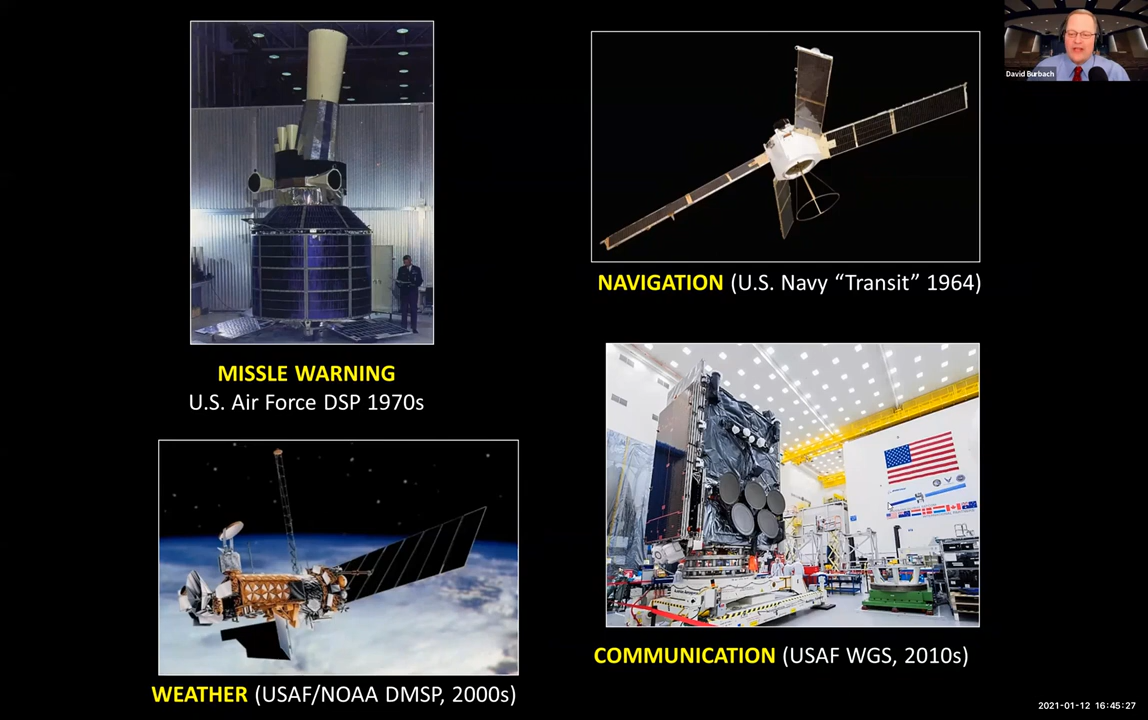 David Burbach
NAVIGATION (U.S. Navy “Transit” 1964)
MISSLE WARNING
U.S. Air Force DSP 1970s
COMMUNICATION (USAF WGS, 2010s)
WEATHER (USAF/NOAA DMSP, 2000s)
2021-01-12 16:45:27